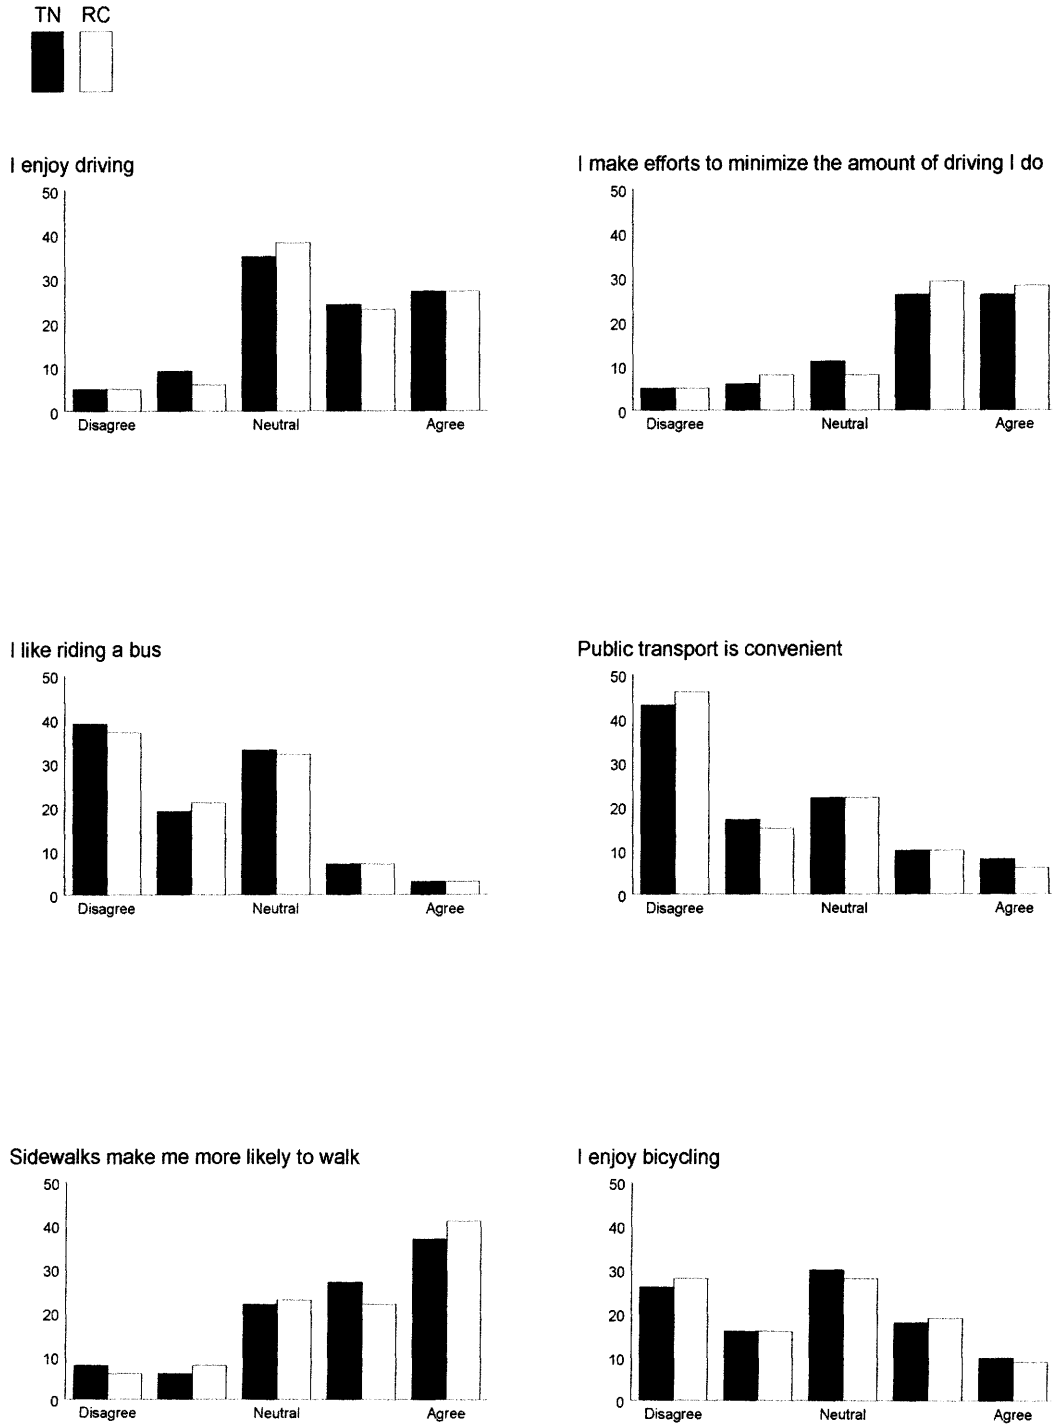 TN RC
I enjoy driving
50
40
30
20
10
0
Disagree Neutral Agree
I make efforts to minimize the amount of driving I do
50
40
30
20
10
0
Disagree Neutral Agree
I like riding a bus
50
40
30
20
10
0
Disagree Neutral Agree
Public transport is convenient
50
40
30
20
10
0
Disagree Neutral Agree
Sidewalks make me more likely to walk
50
40
30
20
10
0
Disagree Neutral Agree
I enjoy bicycling
50
40
30
20
10
0
Disagree Neutral Agree